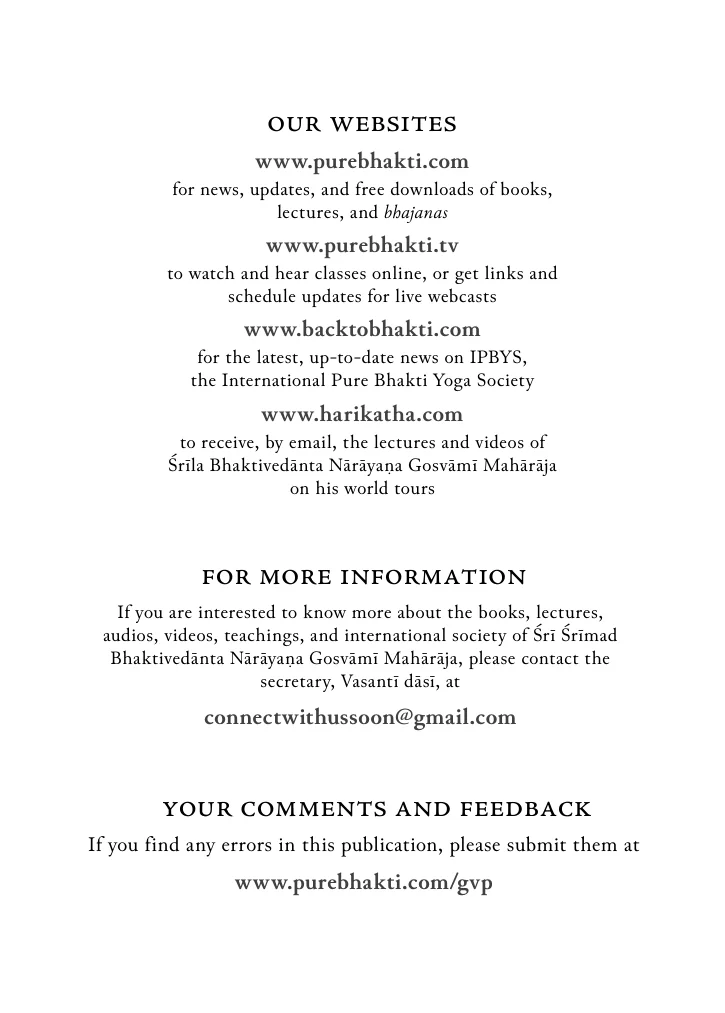 OUR WEBSITES
www.purebhakti.com
for news, updates, and free downloads of books,
lectures, and bhajanas
www.purebhakti.tv
to watch and hear classes online, or get links and
schedule updates for live webcasts
www.backtobhakti.com
for the latest, up-to-date news on IPBYS,
the International Pure Bhakti Yoga Society
www.harikatha.com
to receive, by email, the lectures and videos of
Śrīla Bhaktivedānta Nārāyaṇa Gosvāmī Mahārāja
on his world tours
FOR MORE INFORMATION
If you are interested to know more about the books, lectures,
audios, videos, teachings, and international society of Śrī Śrīmad
Bhaktivedānta Nārāyaṇa Gosvāmī Mahārāja, please contact the
secretary, Vasantī dāsī, at
connectwithussoon@gmail.com
YOUR COMMENTS AND FEEDBACK
If you find any errors in this publication, please submit them at
www.purebhakti.com/gvp